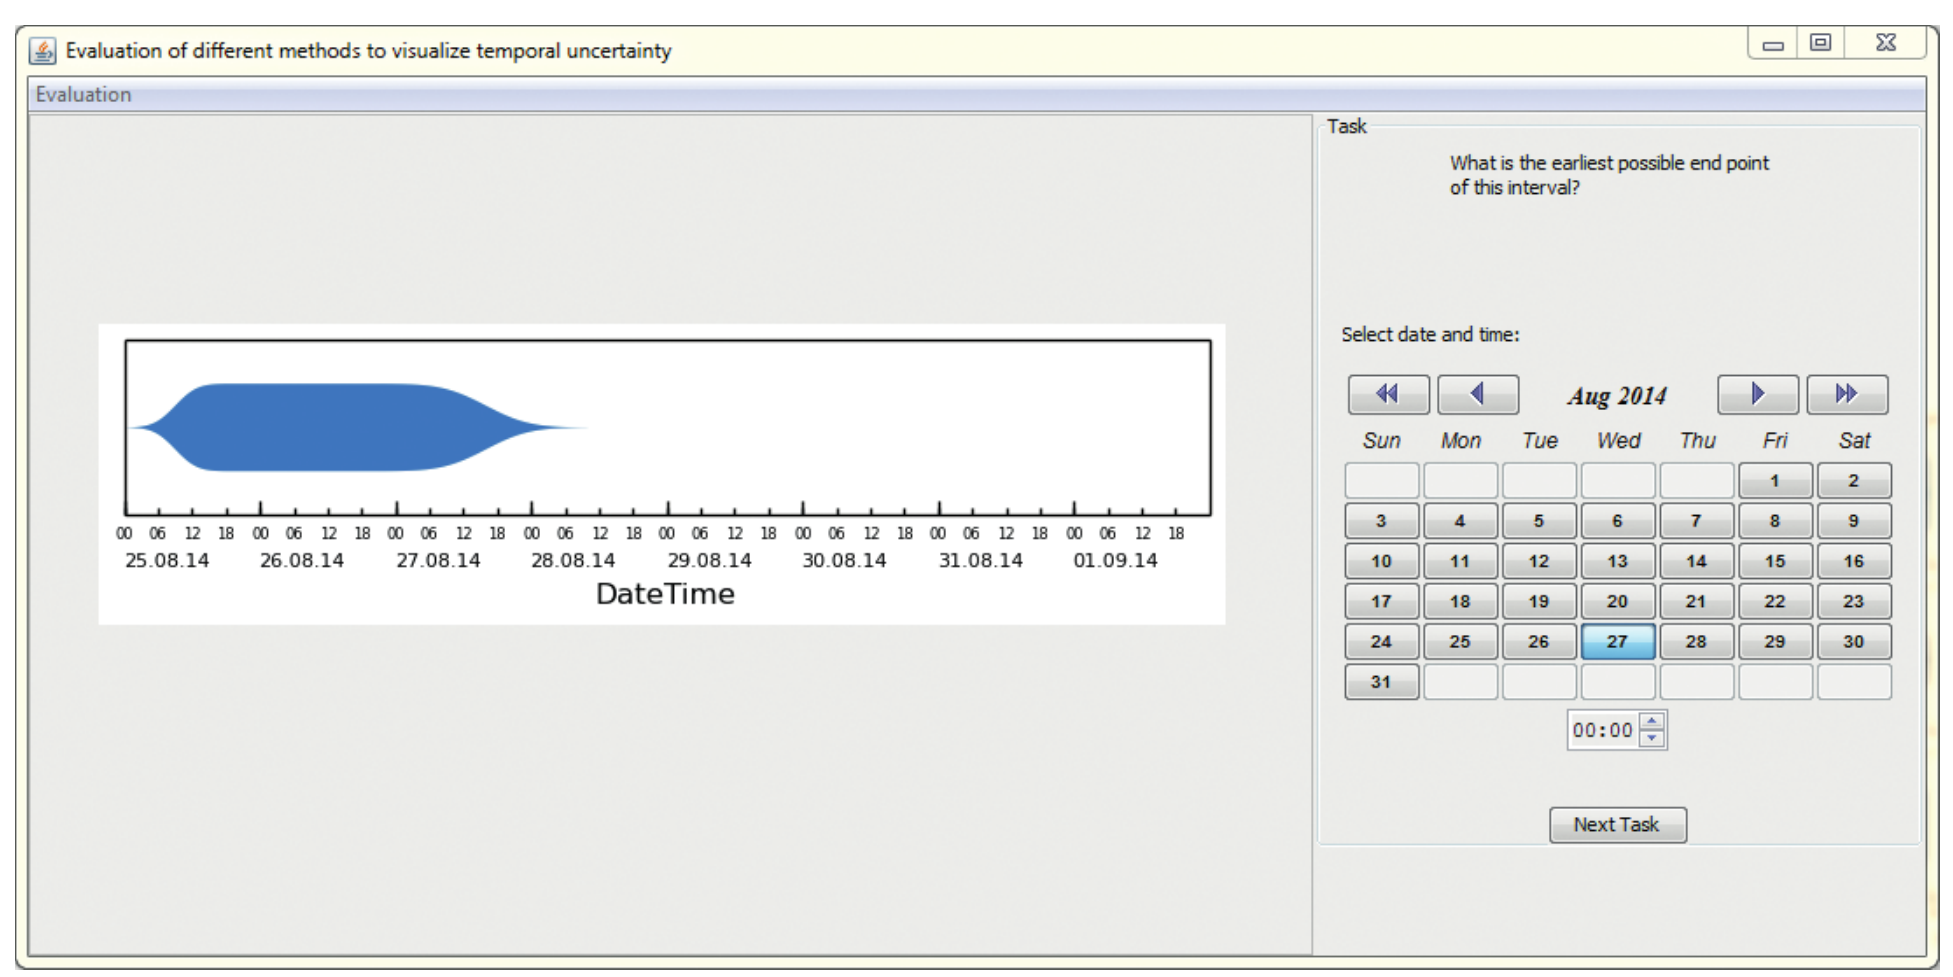 Evaluation of different methods to visualize temporal uncertainty
Evaluation
Task
What is the earliest possible end point
of this interval?
Select date and time:
Aug 2014
Sun Mon Tue Wed Thu Fri Sat
1 2
3 4 5 6 7 8 9
10 11 12 13 14 15 16
17 18 19 20 21 22 23
24 25 26 27 28 29 30
31
00:00
Next Task
00 06 12 18 00 06 12 18 00 06 12 18 00 06 12 18 00 06 12 18 00 06 12 18 00 06 12 18 00 06 12 18
25.08.14 26.08.14 27.08.14 28.08.14 29.08.14 30.08.14 31.08.14 01.09.14
DateTime